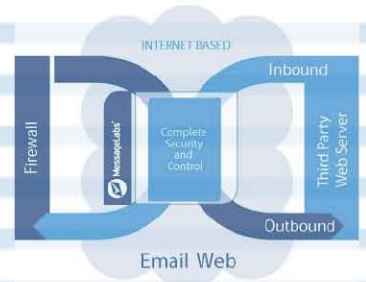 INTERNET BASED
Inbound
Firewall
MessageLabs
Complete
Security
and
Control
Third Party
Web Server
Outbound
Email Web